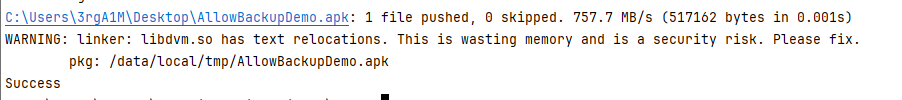 C:\Users\3rgA1M\Desktop\AllowBackupDemo.apk: 1 file pushed, 0 skipped. 757.7 MB/s (517162 bytes in 0.001s)
WARNING: linker: libdvm.so has text relocations. This is wasting memory and is a security risk. Please fix.
        pkg: /data/local/tmp/AllowBackupDemo.apk
Success